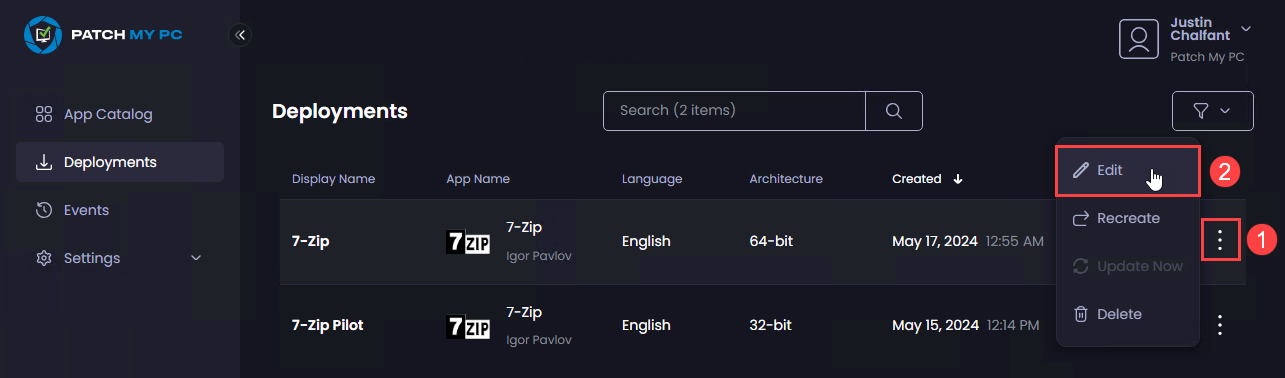 PATCH MY PC
Justin
Chalfant
Patch My PC
App Catalog
Deployments
Events
Settings
Deployments
Search (2 items)
Display Name App Name Language Architecture Created
7-Zip 7ZIP 7-Zip Igor Pavlov English 64-bit May 17, 2024 12:55 AM
7-Zip Pilot 7ZIP 7-Zip Igor Pavlov English 32-bit May 15, 2024 12:14 PM
Edit
Recreate
Update Now
Delete
2
1